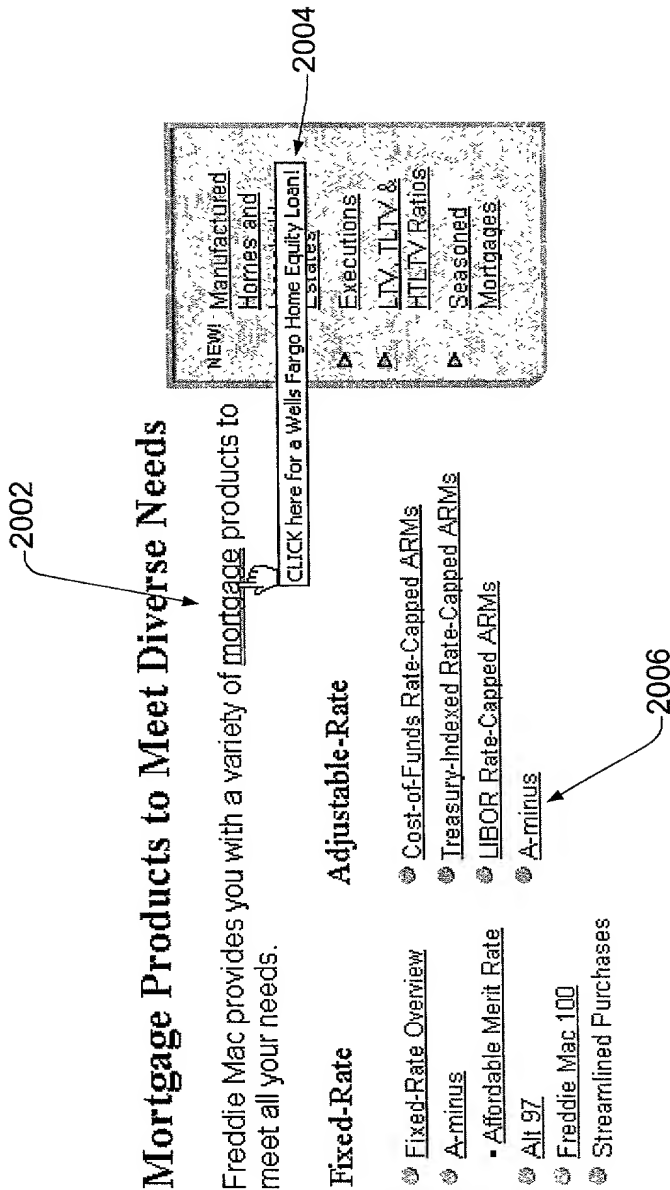 Mortgage Products to Meet Diverse Needs
2002
Freddie Mac provides you with a variety of mortgage products to
meet all your needs.
CLICK here for a Wells Fargo Home Equity Loan!
2004
NEW! Manufactured
Homes and
Estates
Executions
LTV, TLTV, &
HTLTV Ratios
Seasoned
Mortgages
Fixed-Rate
Fixed-Rate Overview
A-minus
Affordable Merit Rate
Alt 97
Freddie Mac 100
Streamlined Purchases
Adjustable-Rate
Cost-of-Funds Rate-Capped ARMs
Treasury-Indexed Rate-Capped ARMs
LIBOR Rate-Capped ARMs
A-minus
2006